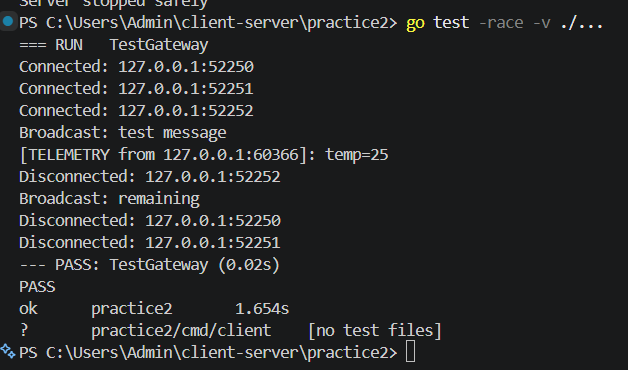 Server stopped safely
PS C:\Users\Admin\client-server\practice2> go test -race -v ./...
=== RUN   TestGateway
Connected: 127.0.0.1:52250
Connected: 127.0.0.1:52251
Connected: 127.0.0.1:52252
Broadcast: test message
[TELEMETRY from 127.0.0.1:60366]: temp=25
Disconnected: 127.0.0.1:52252
Broadcast: remaining
Disconnected: 127.0.0.1:52250
Disconnected: 127.0.0.1:52251
--- PASS: TestGateway (0.02s)
PASS
ok      practice2       1.654s
?       practice2/cmd/client    [no test files]
PS C:\Users\Admin\client-server\practice2>